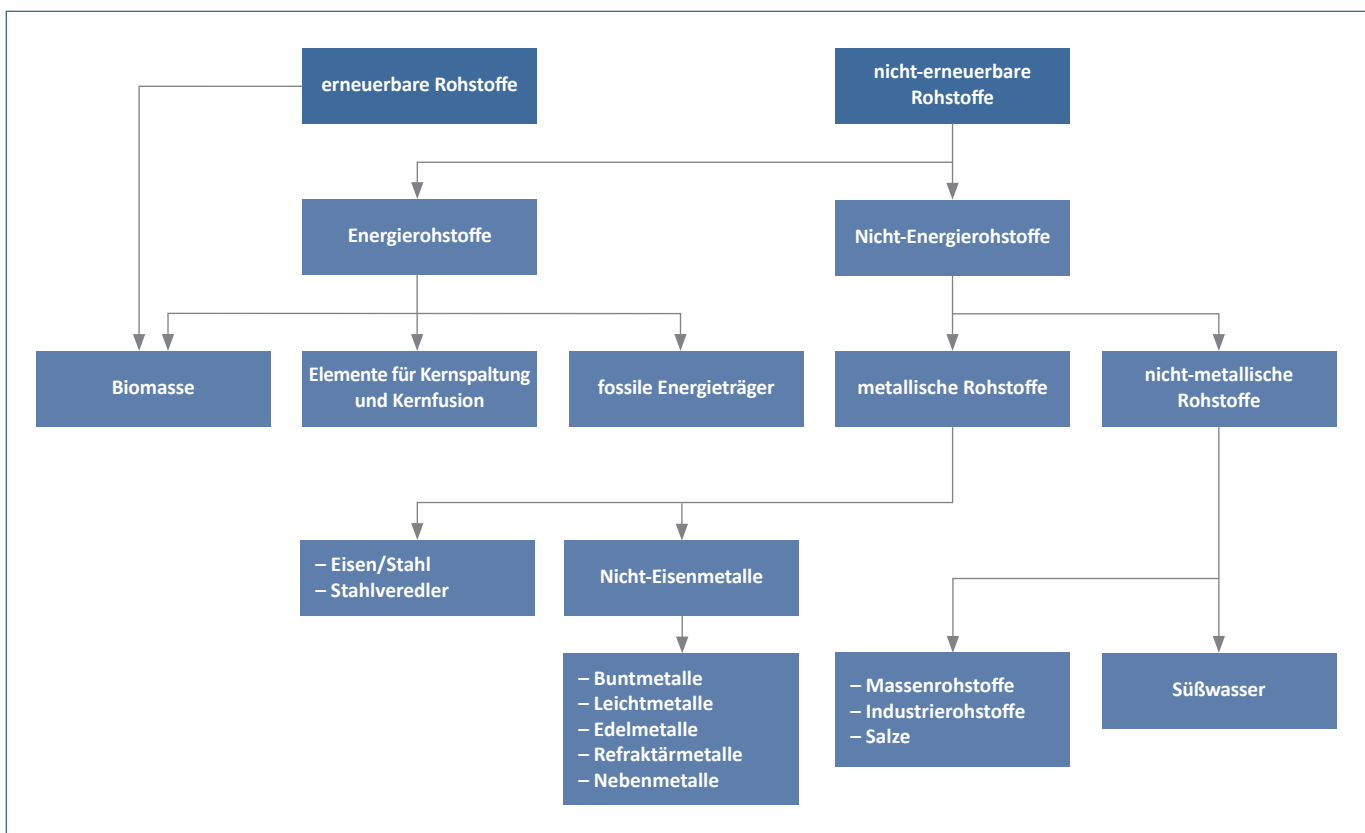 erneuerbare Rohstoffe
nicht-erneuerbare
Rohstoffe
Energierohstoffe
Nicht-Energierohstoffe
Biomasse
Elemente für Kernspaltung
und Kernfusion
fossile Energieträger
metallische Rohstoffe
nicht-metallische
Rohstoffe
– Eisen/Stahl
– Stahlveredler
Nicht-Eisenmetalle
– Buntmetalle
– Leichtmetalle
– Edelmetalle
– Refraktärmetalle
– Nebenmetalle
– Massenrohstoffe
– Industrierohstoffe
– Salze
Süßwasser